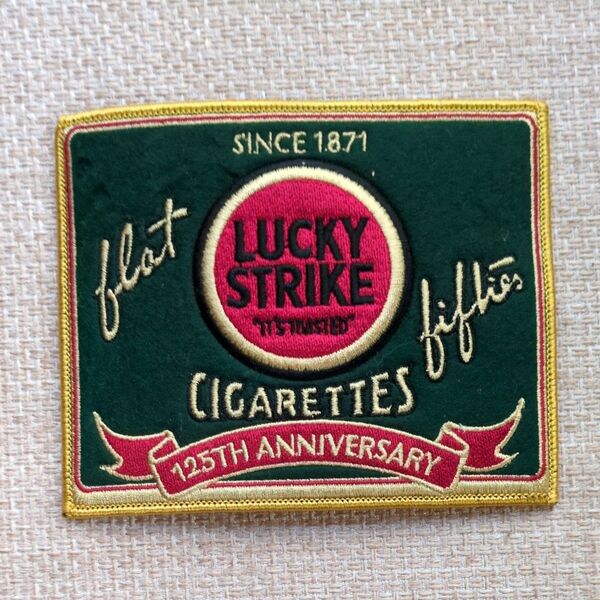 SINCE 1871
flat
LUCKY
STRIKE
"IT'S TOASTED"
fifties
CIGARETTES
125TH ANNIVERSARY